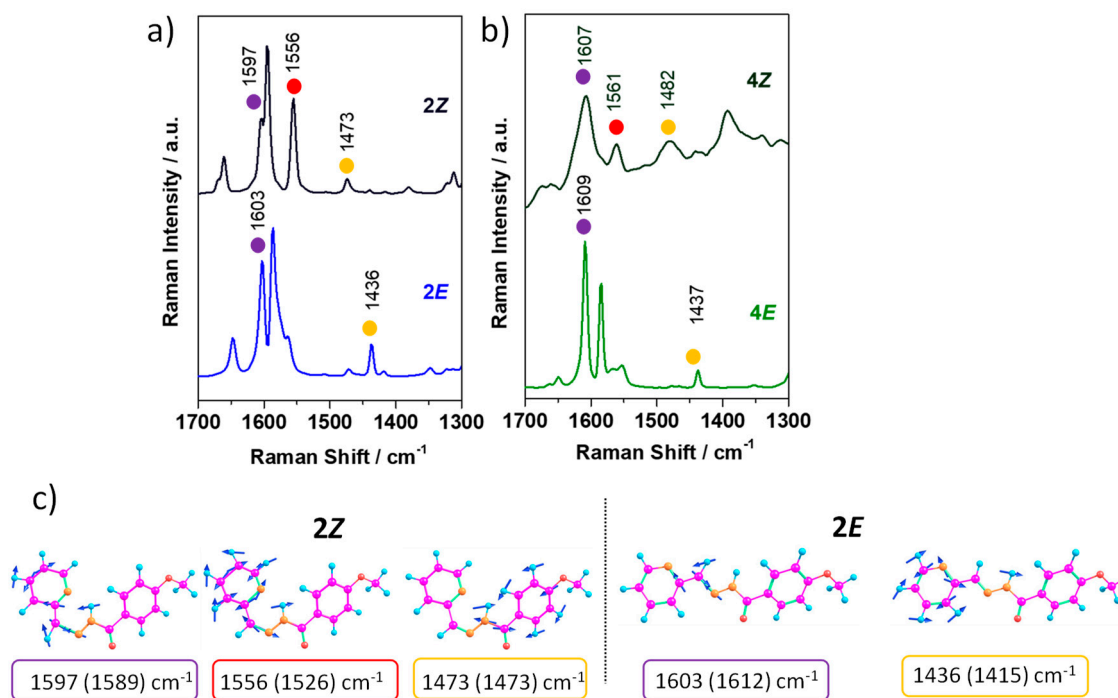 a)
1597
1556
1473
2Z
1603
1436
2E
Raman Intensity / a.u.
1700 1600 1500 1400 1300
Raman Shift / cm-1
b)
1607
1561
1482
4Z
1609
1437
4E
Raman Intensity / a.u.
1700 1600 1500 1400 1300
Raman Shift / cm-1
c)
2Z
2E
1597 (1589) cm-1
1556 (1526) cm-1
1473 (1473) cm-1
1603 (1612) cm-1
1436 (1415) cm-1